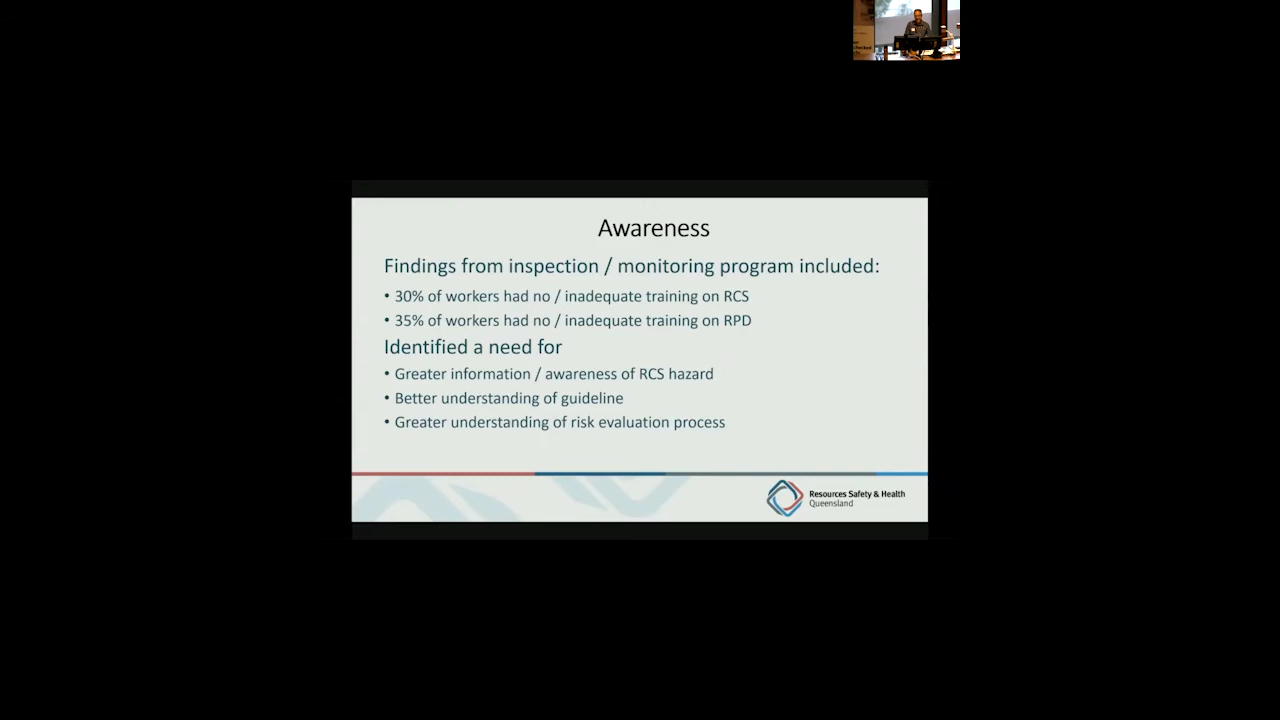 Awareness
Findings from inspection / monitoring program included:
• 30% of workers had no / inadequate training on RCS
• 35% of workers had no / inadequate training on RPD
Identified a need for
• Greater information / awareness of RCS hazard
• Better understanding of guideline
• Greater understanding of risk evaluation process
Resources Safety & Health
Queensland